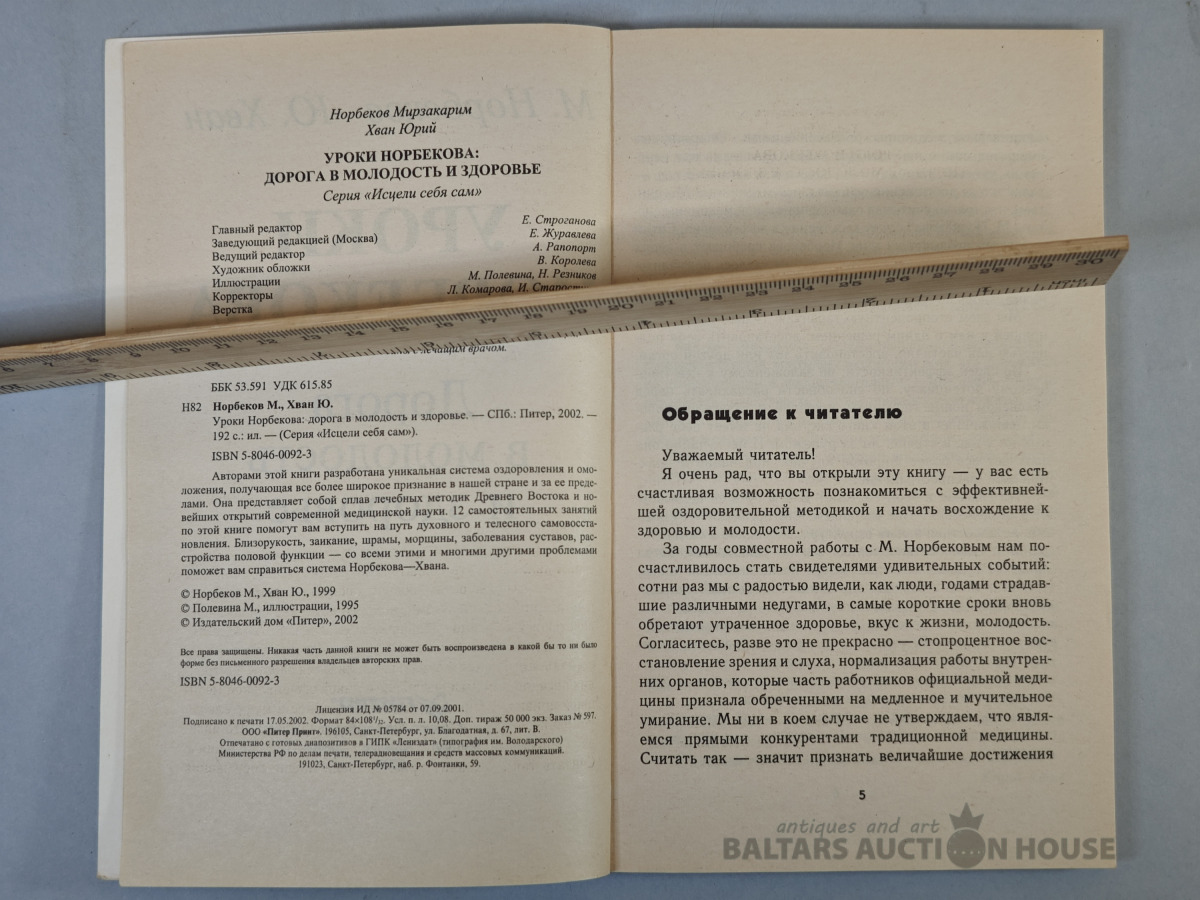 Норбеков Мирзакарим
Хван Юрий
УРОКИ НОРБЕКОВА:
ДОРОГА В МОЛОДОСТЬ И ЗДОРОВЬЕ
Серия «Исцели себя сам»
Главный редактор Е. Строганова
Заведующий редакцией (Москва) Е. Журавлева
Ведущий редактор А. Рапопорт
Художник обложки В. Королева
Иллюстрации М. Полевина, Н. Резников
Корректоры Л. Комарова, И.
Верстка
лечащим врачом.
ББК 53.591 УДК 615.85
Н82 Норбеков М., Хван Ю.
Уроки Норбекова: дорога в молодость и здоровье. — СПб.: Питер, 2002. —
192 с.: ил. — (Серия «Исцели себя сам»).
ISBN 5-8046-0092-3
Авторами этой книги разработана уникальная система оздоровления и омо-
ложения, получающая все более широкое признание в нашей стране и за ее преде-
лами. Она представляет собой сплав лечебных методик Древнего Востока и но-
вейших открытий современной медицинской науки. 12 самостоятельных занятий
по этой книге помогут вам вступить на путь духовного и телесного самовосста-
новления. Близорукость, заикание, шрамы, морщины, заболевания суставов, рас-
стройства половой функции — со всеми этими и многими другими проблемами
поможет вам справиться система Норбекова—Хвана.
© Норбеков М., Хван Ю., 1999
© Полевина М., иллюстрации, 1995
© Издательский дом «Питер», 2002
Все права защищены. Никакая часть данной книги не может быть воспроизведена в какой бы то ни было
форме без письменного разрешения владельцев авторских прав.
ISBN 5-8046-0092-3
Лицензия ИД № 05784 от 07.09.2001.
Подписано к печати 17.05.2002. Формат 84×108¹/₃₂. Усл. п. л. 10,08. Доп. тираж 50 000 экз. Заказ № 597.
ООО «Питер Принт». 196105, Санкт-Петербург, ул. Благодатная, д. 67, лит. В.
Отпечатано с готовых диапозитивов в ГИПК «Лениздат» (типография им. Володарского)
Министерства РФ по делам печати, телерадиовещания и средств массовых коммуникаций.
191023, Санкт-Петербург, наб. р. Фонтанки, 59.
Обращение к читателю
Уважаемый читатель!
Я очень рад, что вы открыли эту книгу — у вас есть
счастливая возможность познакомиться с эффективней-
шей оздоровительной методикой и начать восхождение к
здоровью и молодости.
За годы совместной работы с М. Норбековым нам по-
счастливилось стать свидетелями удивительных событий:
сотни раз мы с радостью видели, как люди, годами страдав-
шие различными недугами, в самые короткие сроки вновь
обретают утраченное здоровье, вкус к жизни, молодость.
Согласитесь, разве это не прекрасно — стопроцентное вос-
становление зрения и слуха, нормализация работы внутрен-
них органов, которые часть работников официальной меди-
цины признала обреченными на медленное и мучительное
умирание. Мы ни в коем случае не утверждаем, что явля-
емся прямыми конкурентами традиционной медицины.
Считать так — значит признать величайшие достижения
5
antiques and art
BALTARS AUCTION HOUSE